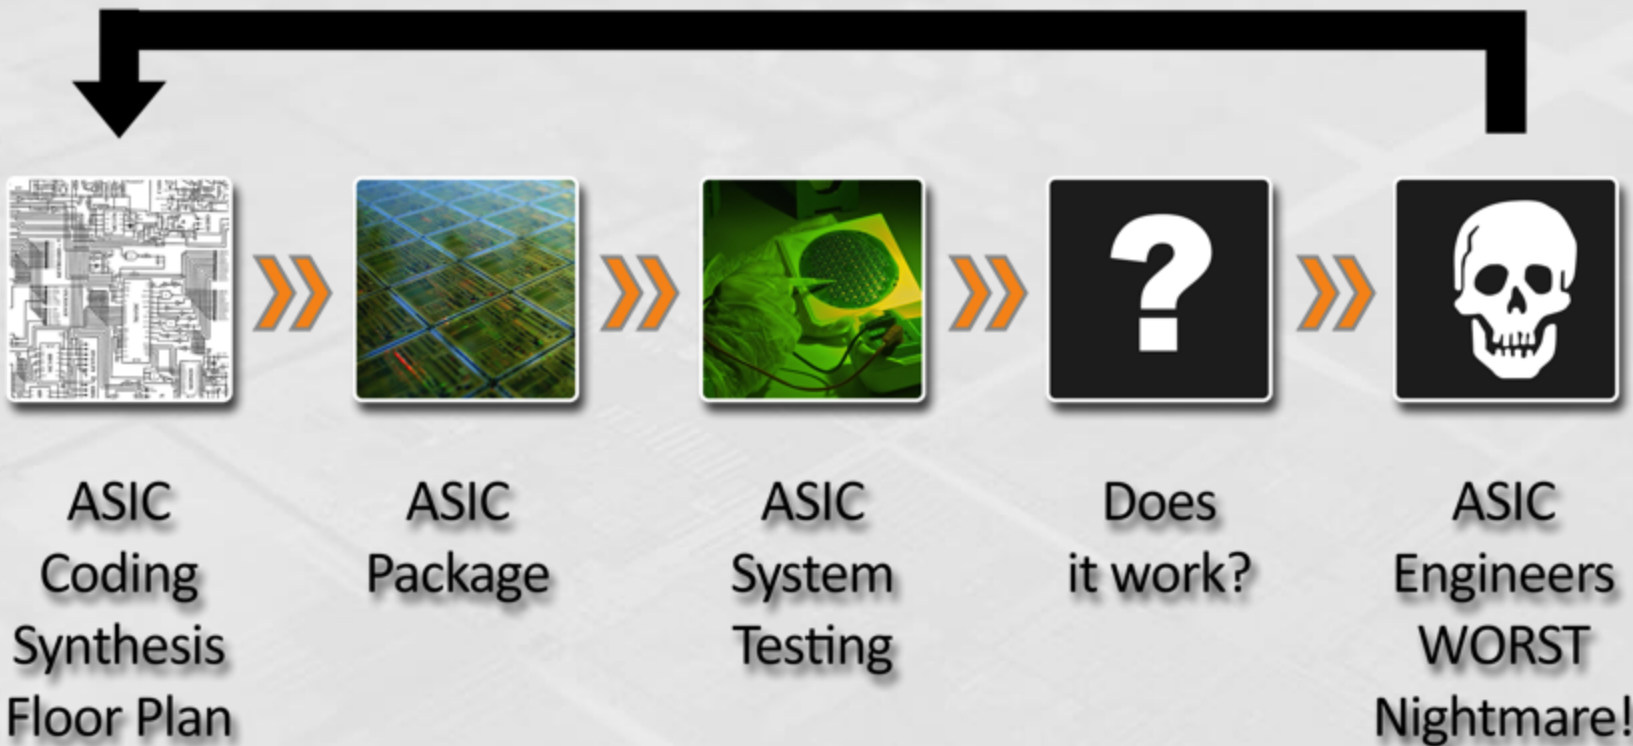 ?
ASIC
Coding
Synthesis
Floor Plan
ASIC
Package
ASIC
System
Testing
Does
it work?
ASIC
Engineers
WORST
Nightmare!